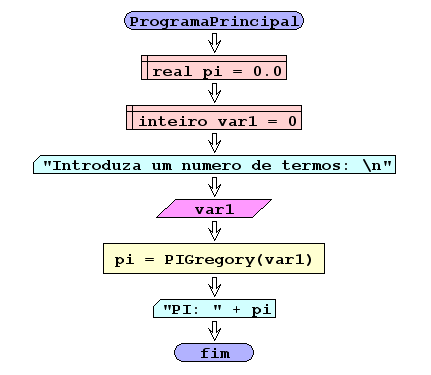 ProgramaPrincipal
real pi = 0.0
inteiro var1 = 0
"Introduza um numero de termos: \n"
var1
pi = PIGregory(var1)
"PI: " + pi
fim